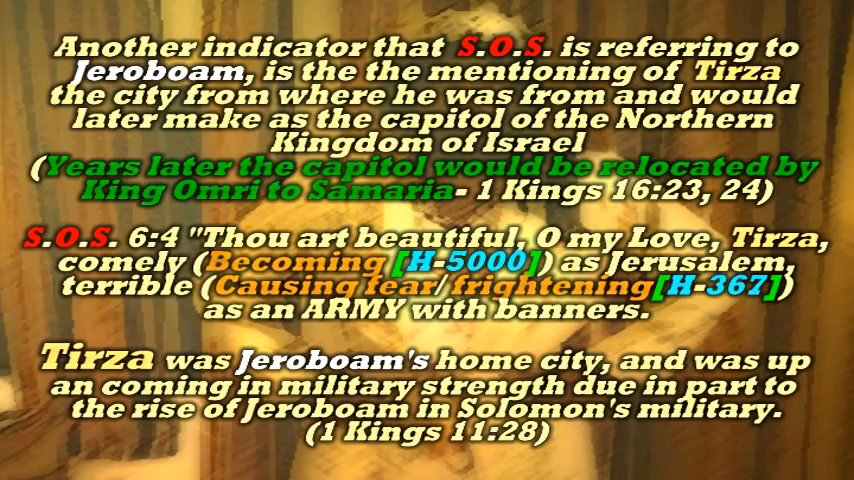 Another indicator that S.O.S. is referring to
Jeroboam, is the the mentioning of Tirza
the city from where he was from and would
later make as the capitol of the Northern
Kingdom of Israel
(Years later the capitol would be relocated by
King Omri to Samaria- 1 Kings 16:23, 24)
S.O.S. 6:4 "Thou art beautiful, O my Love, Tirza,
comely (Becoming [H-5000]) as Jerusalem,
terrible (Causing fear/ frightening[H-367])
as an ARMY with banners.
Tirza was Jeroboam's home city, and was up
an coming in military strength due in part to
the rise of Jeroboam in Solomon's military.
(1 Kings 11:28)